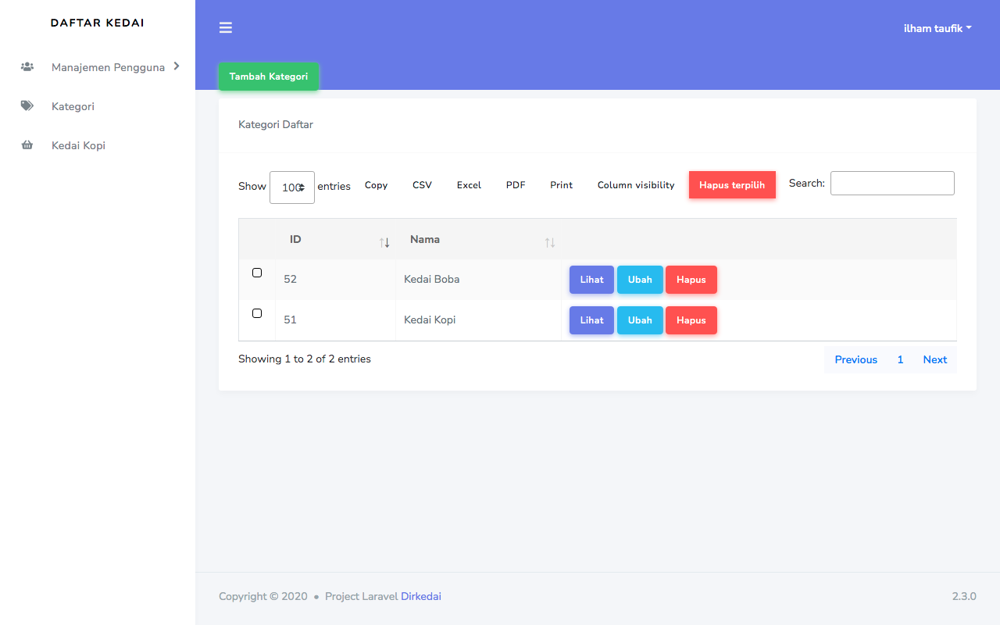 DAFTAR KEDAI
Manajemen Pengguna
Kategori
Kedai Kopi
ilham taufik
Tambah Kategori
Kategori Daftar
Show 100 entries Copy CSV Excel PDF Print Column visibility Hapus terpilih Search:
ID Nama
52 Kedai Boba Lihat Ubah Hapus
51 Kedai Kopi Lihat Ubah Hapus
Showing 1 to 2 of 2 entries Previous 1 Next
Copyright © 2020 • Project Laravel Dirkedai 2.3.0